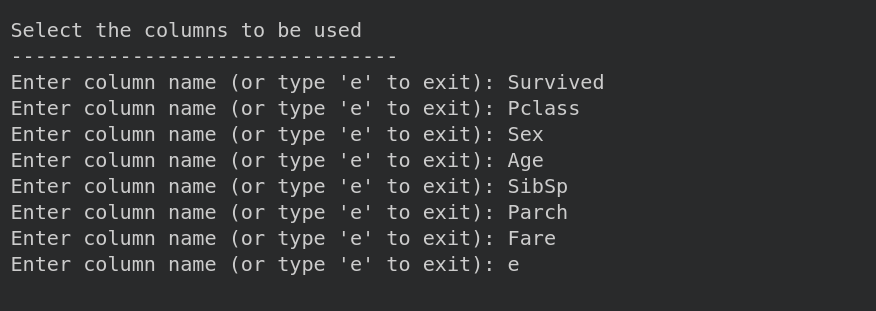 Select the columns to be used
--------------------------------
Enter column name (or type 'e' to exit): Survived
Enter column name (or type 'e' to exit): Pclass
Enter column name (or type 'e' to exit): Sex
Enter column name (or type 'e' to exit): Age
Enter column name (or type 'e' to exit): SibSp
Enter column name (or type 'e' to exit): Parch
Enter column name (or type 'e' to exit): Fare
Enter column name (or type 'e' to exit): e